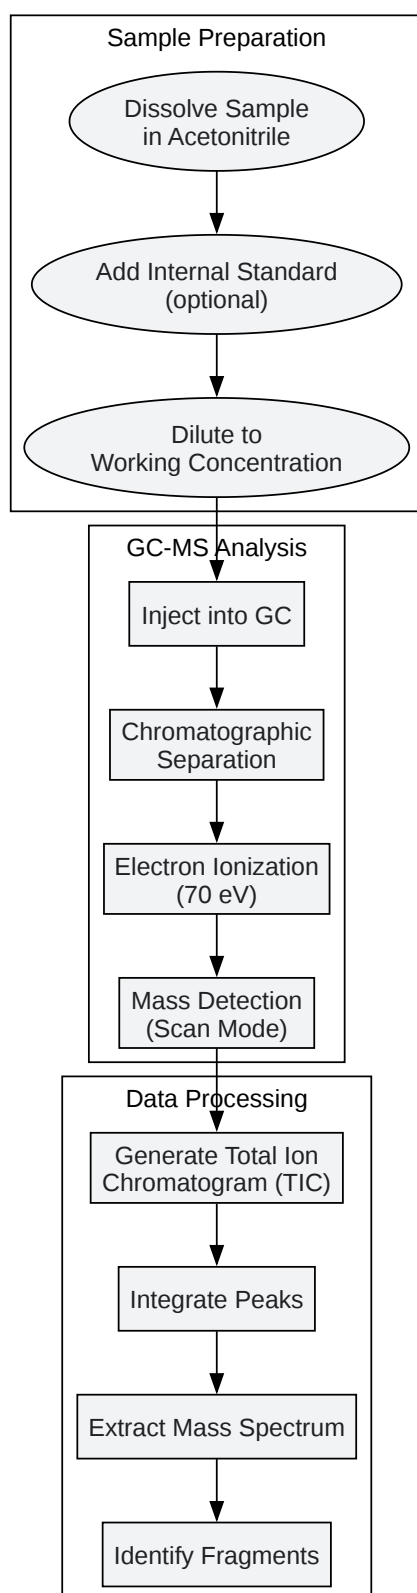 Sample Preparation
Dissolve Sample
in Acetonitrile
Add Internal Standard
(optional)
Dilute to
Working Concentration
GC-MS Analysis
Inject into GC
Chromatographic
Separation
Electron Ionization
(70 eV)
Mass Detection
(Scan Mode)
Data Processing
Generate Total Ion
Chromatogram (TIC)
Integrate Peaks
Extract Mass Spectrum
Identify Fragments